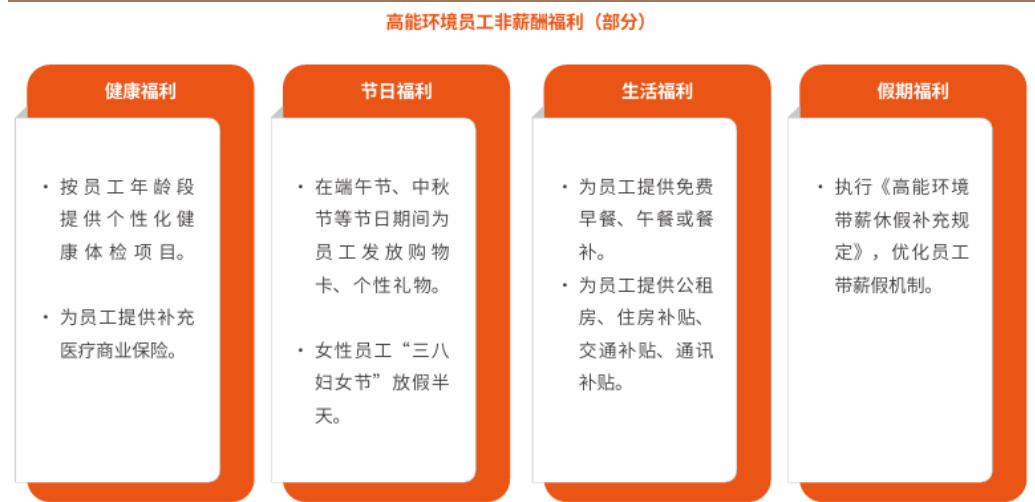 高能环境员工非薪酬福利（部分）
健康福利
· 按员工年龄段
提供个性化健
康体检项目。
· 为员工提供补充
医疗商业保险。
节日福利
· 在端午节、中秋
节等节日期间为
员工发放购物
卡、个性礼物。
· 女性员工“三八
妇女节”放假半
天。
生活福利
· 为员工提供免费
早餐、午餐或餐
补。
· 为员工提供公租
房、住房补贴、
交通补贴、通讯
补贴。
假期福利
· 执行《高能环境
带薪休假补充规
定》，优化员工
带薪假机制。